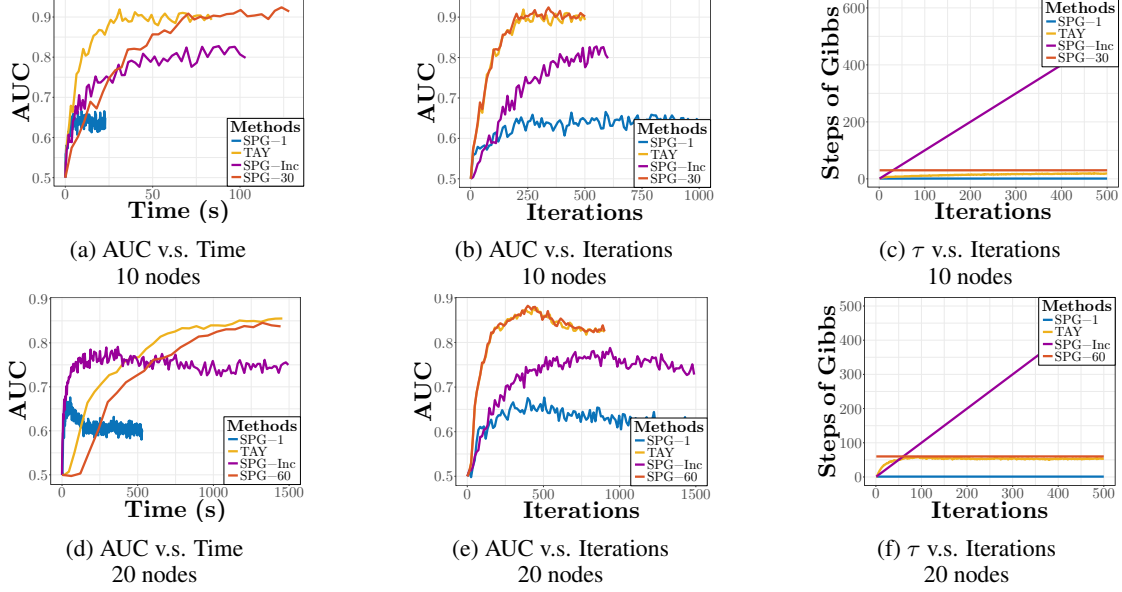 AUC
0.9
0.8
0.7
0.6
0.5
0
50
100
Time (s)
Methods
SPG−1
TAY
SPG−Inc
SPG−30
(a) AUC v.s. Time
10 nodes
AUC
0.9
0.8
0.7
0.6
0.5
0
250
500
750
1000
Iterations
Methods
SPG−1
TAY
SPG−Inc
SPG−30
(b) AUC v.s. Iterations
10 nodes
Steps of Gibbs
600
400
200
0
0
100
200
300
400
500
Iterations
Methods
SPG−1
TAY
SPG−Inc
SPG−30
(c) τ v.s. Iterations
10 nodes
AUC
0.9
0.8
0.7
0.6
0.5
0
500
1000
1500
Time (s)
Methods
SPG−1
TAY
SPG−Inc
SPG−60
(d) AUC v.s. Time
20 nodes
AUC
0.9
0.8
0.7
0.6
0.5
0
500
1000
1500
Iterations
Methods
SPG−1
TAY
SPG−Inc
SPG−60
(e) AUC v.s. Iterations
20 nodes
Steps of Gibbs
500
400
300
200
100
0
0
100
200
300
400
500
Iterations
Methods
SPG−1
TAY
SPG−Inc
SPG−60
(f) τ v.s. Iterations
20 nodes